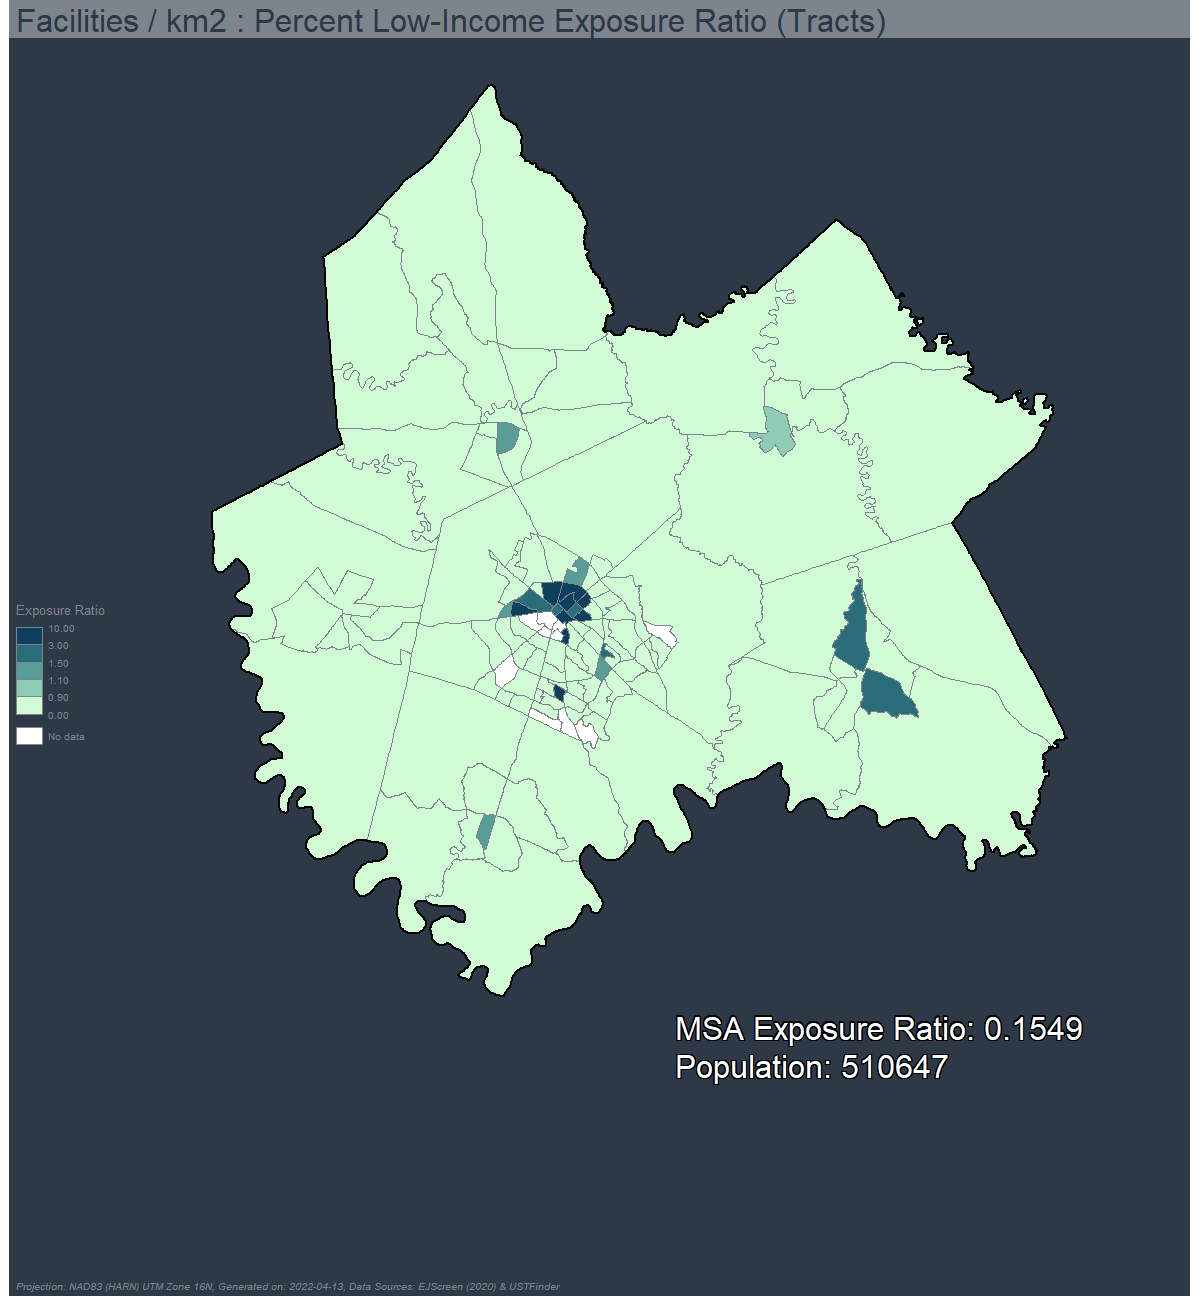 Facilities / km2 : Percent Low-Income Exposure Ratio (Tracts)
Exposure Ratio
10.00
3.00
1.50
1.10
0.90
0.00
No data
MSA Exposure Ratio: 0.1549
Population: 510647
Projection: NAD83 (HARN) UTM Zone 16N, Generated on: 2022-04-13, Data Sources: EJScreen (2020) & USTFinder